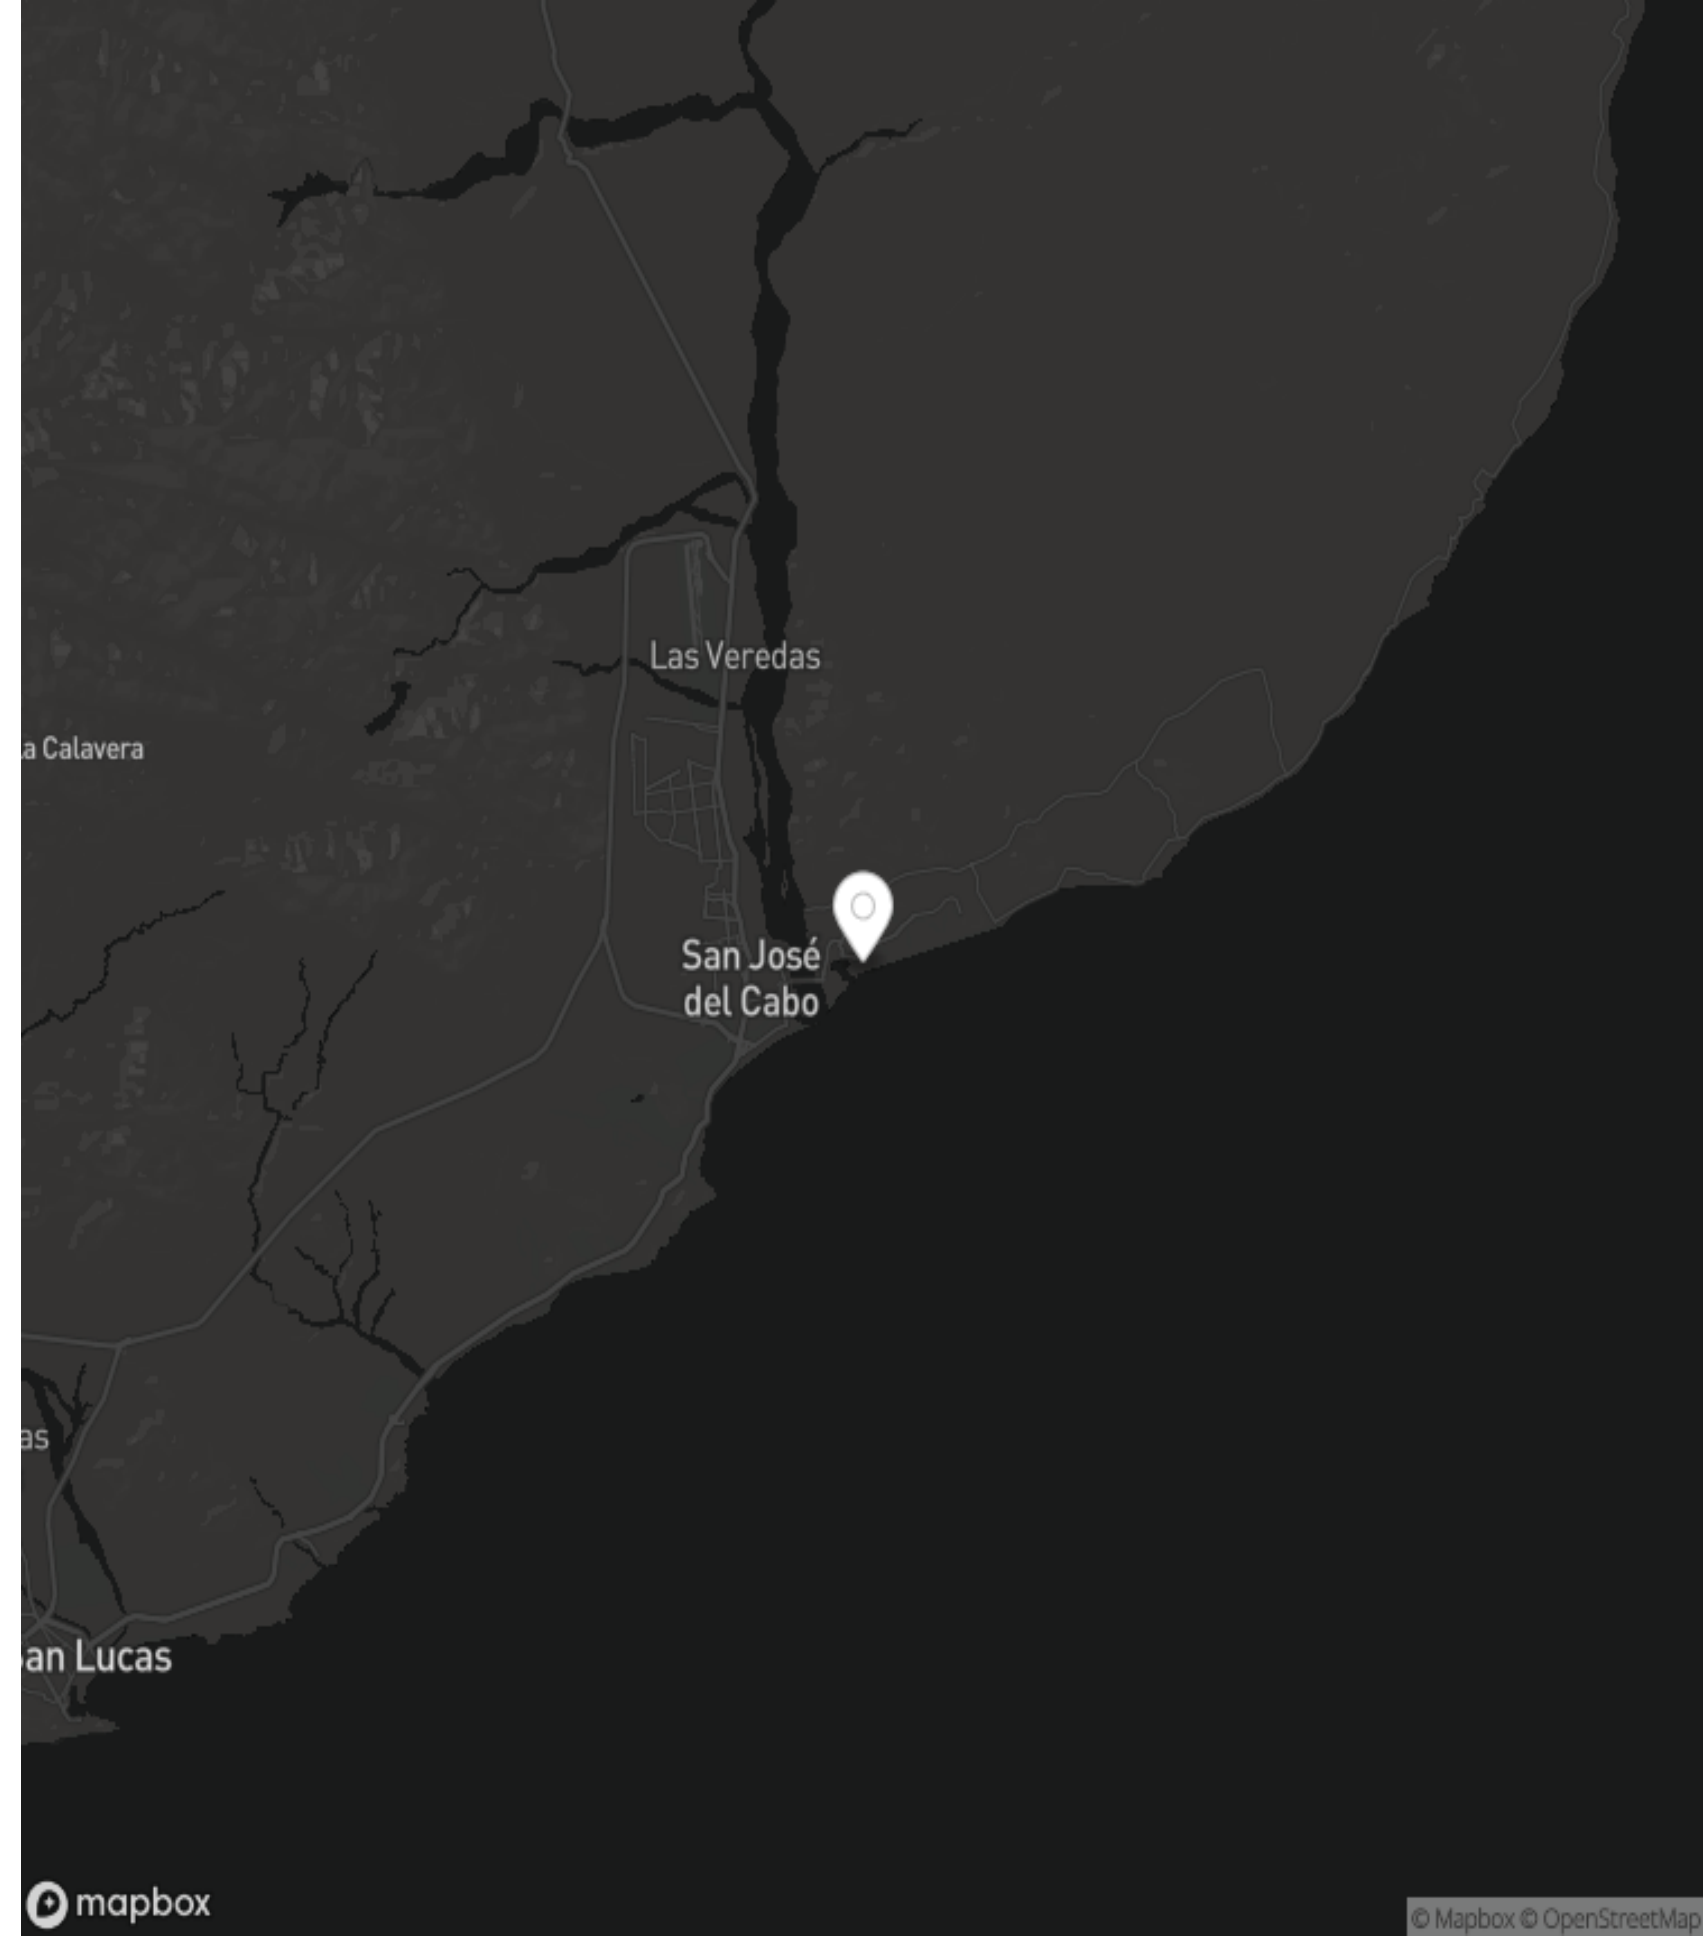 Las Veredas
a Calavera
San José
del Cabo
as
an Lucas
mapbox
© Mapbox © OpenStreetMap